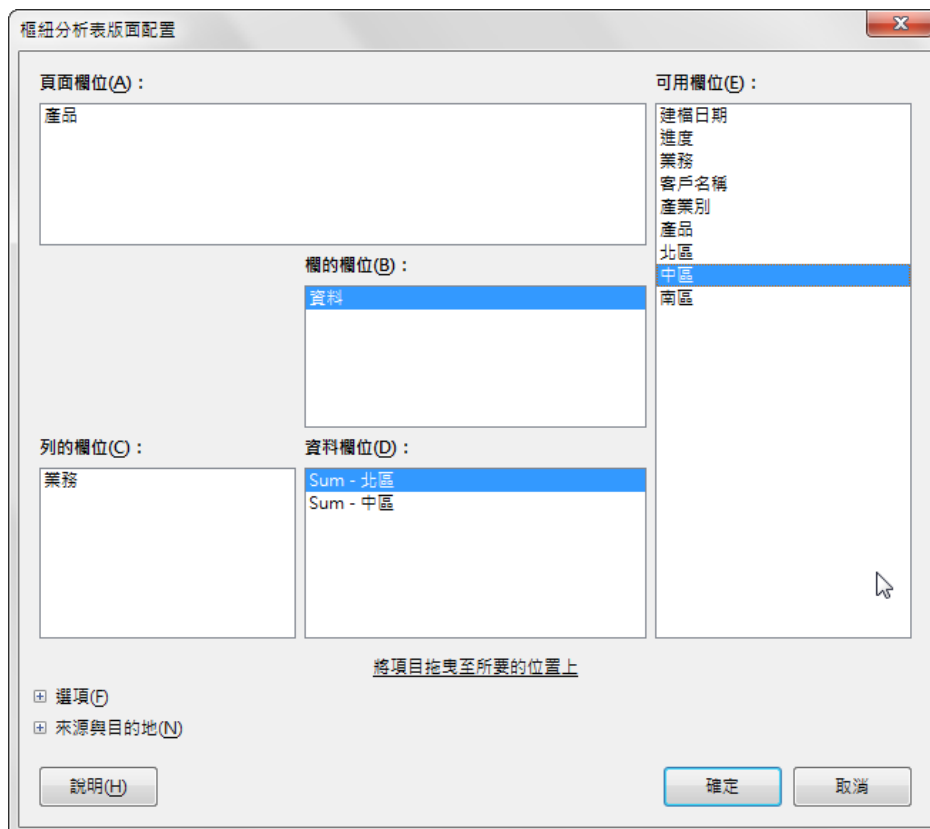 樞紐分析表版面配置
頁面欄位(A)：
產品
欄的欄位(B)：
資料
列的欄位(C)：
業務
資料欄位(D)：
Sum - 北區
Sum - 中區
可用欄位(E)：
建檔日期
進度
業務
客戶名稱
產業別
產品
北區
中區
南區
將項目拖曳至所要的位置上
選項(F)
來源與目的地(N)
說明(H)
確定
取消